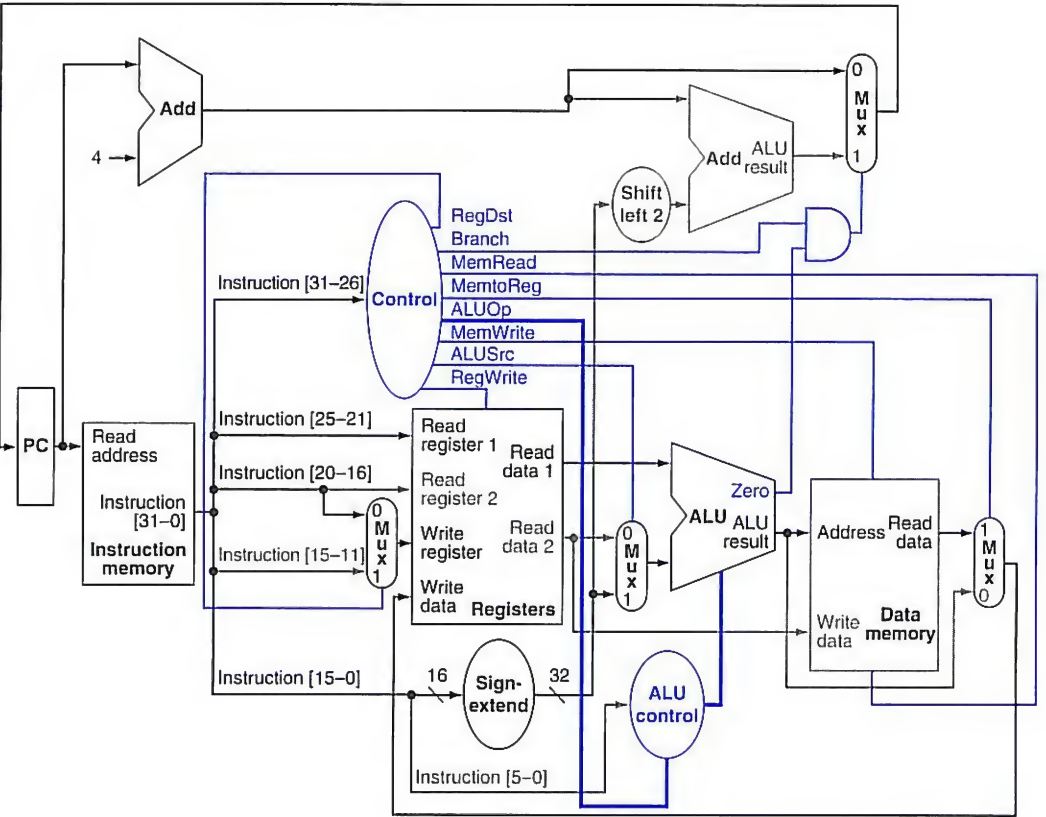 Add
4
0
Mux
1
Add
ALU
result
Shift
left 2
RegDst
Branch
MemRead
MemtoReg
ALUOp
MemWrite
ALUSrc
RegWrite
Control
Instruction [31–26]
PC
Read
address
Instruction
[31–0]
Instruction
memory
Instruction [25–21]
Instruction [20–16]
Instruction [15–11]
0
Mux
1
Read
register 1
Read
register 2
Write
register
Write
data
Read
data 1
Read
data 2
Registers
0
Mux
1
Zero
ALU
ALU
result
Address
Read
data
Write
data
Data
memory
1
Mux
0
Instruction [15–0]
16
Sign-
extend
32
ALU
control
Instruction [5–0]